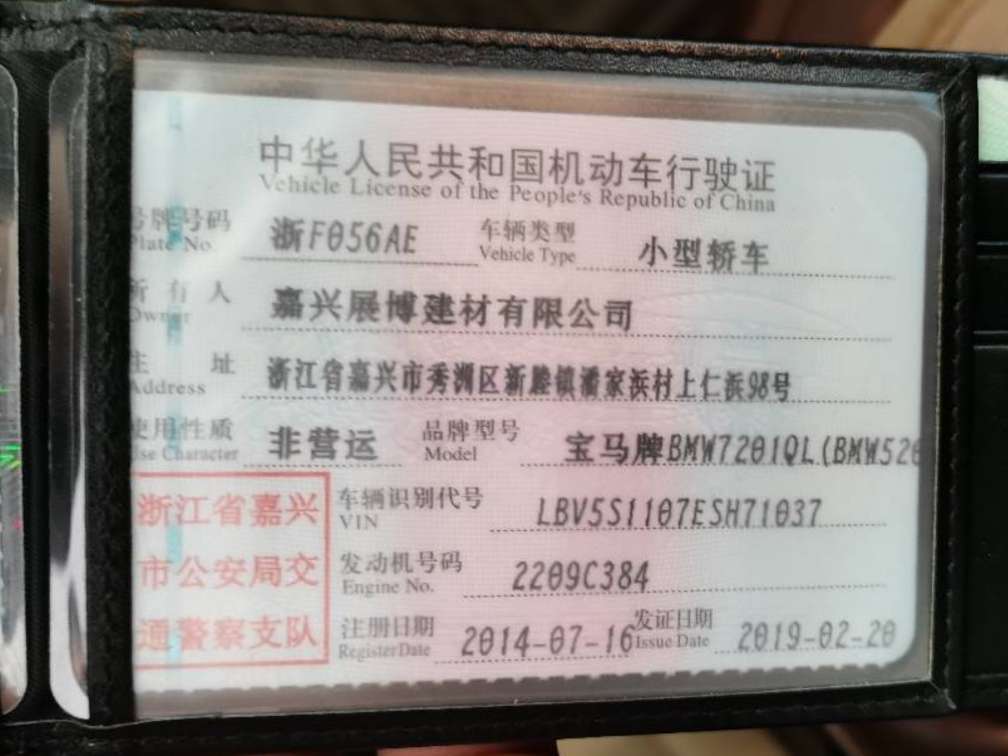 中华人民共和国机动车行驶证
Vehicle License of the People's Republic of China
号牌号码 浙F056AE 车辆类型 小型轿车
Plate No. Vehicle Type
所有人 嘉兴展博建材有限公司
Owner
住址 浙江省嘉兴市秀洲区新塍镇潘家浜村上仁浜98号
Address
使用性质 非营运 品牌型号 宝马牌BMW7201QL(BMW520
Use Character Model
浙江省嘉兴
市公安局交
通警察支队
车辆识别代号 LBV5S1107ESH71037
VIN
发动机号码 2209C384
Engine No.
注册日期 2014-07-16 发证日期 2019-02-20
Register Date Issue Date